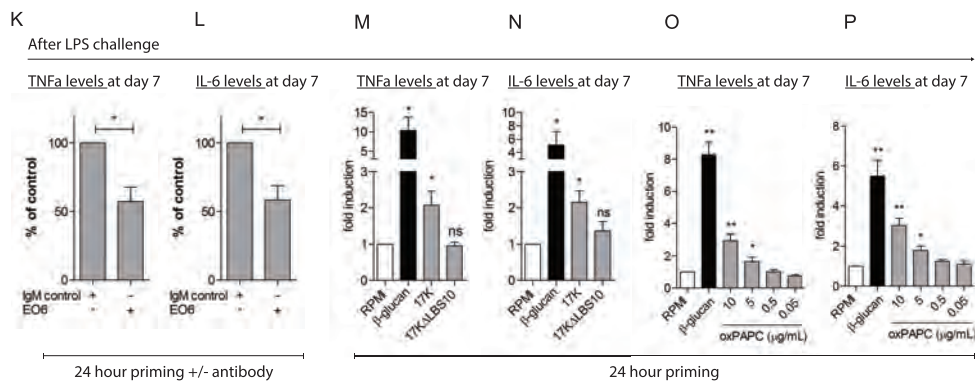 K L M N O P
After LPS challenge
TNFa levels at day 7 IL-6 levels at day 7 TNFa levels at day 7 IL-6 levels at day 7 TNFa levels at day 7 IL-6 levels at day 7
% of control
100
50
0
*
IgM control + -
EO6 - +
% of control
100
50
0
*
IgM control + -
EO6 - +
fold induction
15
10
5
3
2
1
0
* * ns
RPMI β-glucan 17K 17KΔLBS10
fold induction
10
8
6
4
3
2
1
0
* * ns
RPMI β-glucan 17K 17KΔLBS10
fold induction
10
8
6
4
2
0
** ** *
RPMI β-glucan 10 5 0.5 0.05
oxPAPC (μg/mL)
fold induction
8
6
4
2
0
** ** *
RPMI β-glucan 10 5 0.5 0.05
oxPAPC (μg/mL)
24 hour priming +/- antibody 24 hour priming